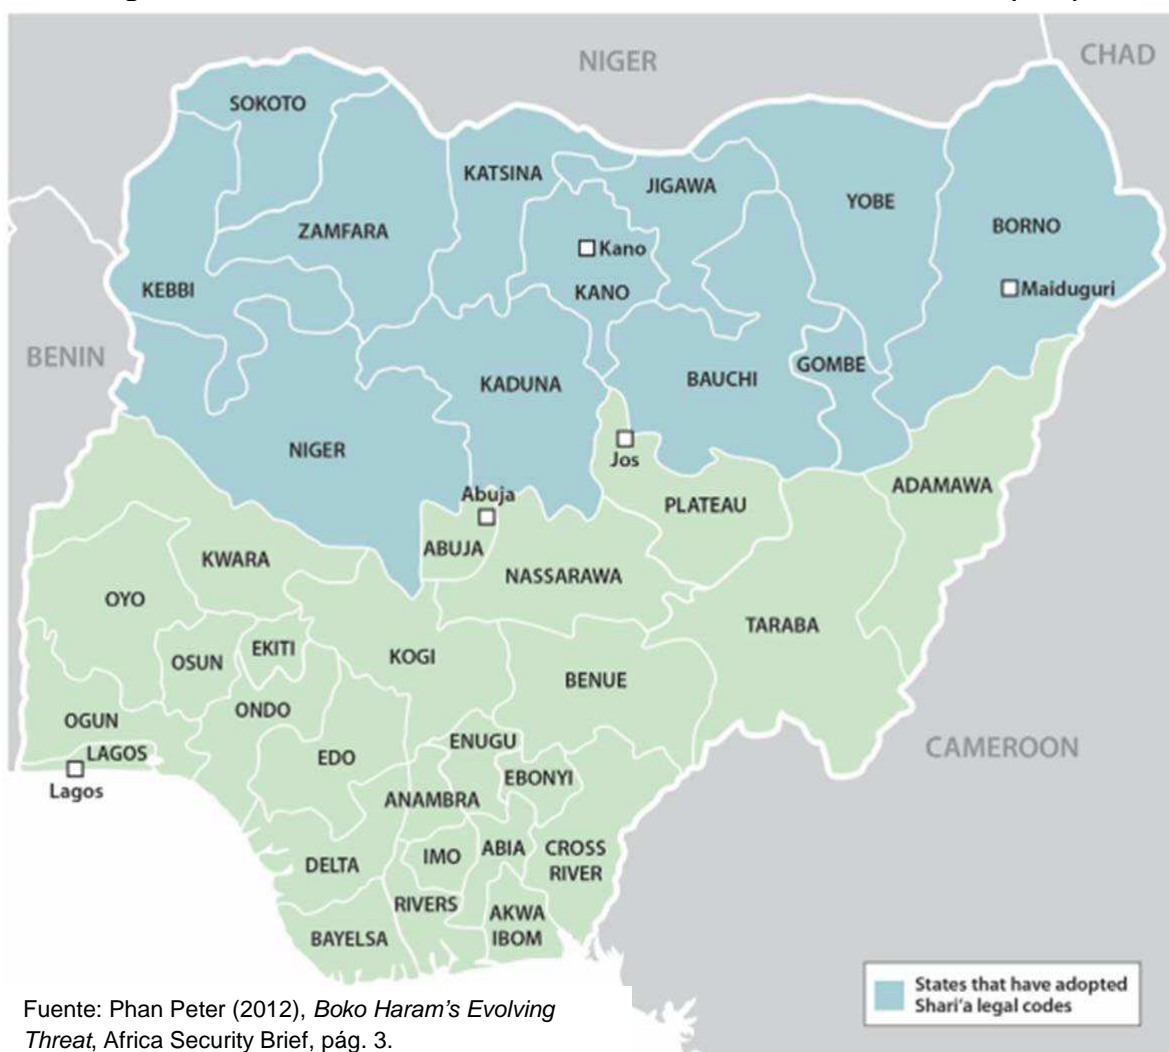 NIGER
CHAD
SOKOTO
KATSINA
JIGAWA
YOBE
BORNO
ZAMFARA
Kano
KEBBI
KANO
Maiduguri
BENIN
GOMBE
KADUNA
BAUCHI
NIGER
Jos
ADAMAWA
Abuja
PLATEAU
ABUJA
KWARA
NASSARAWA
OYO
TARABA
EKITI
OSUN
KOGI
BENUE
ONDO
OGUN
ENUGU
CAMEROON
LAGOS
EDO
EBONYI
Lagos
ANAMBRA
ABIA
CROSS
RIVER
IMO
DELTA
RIVERS
AKWA
IBOM
BAYELSA
States that have adopted
Shari'a legal codes
Fuente: Phan Peter (2012), Boko Haram's Evolving
Threat, Africa Security Brief, pág. 3.